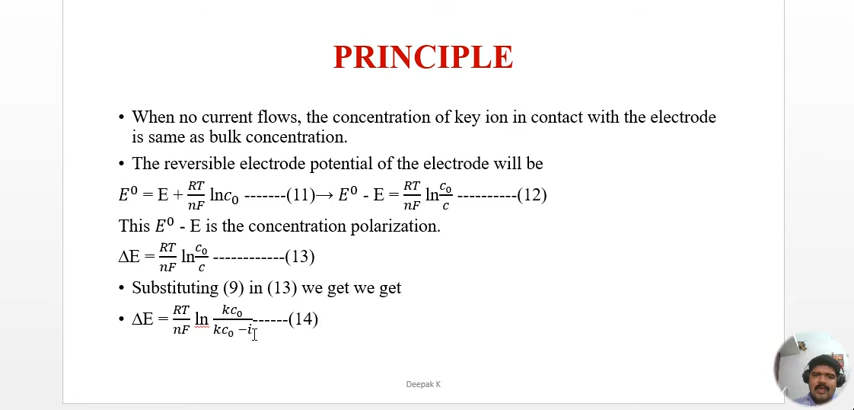 PRINCIPLE
• When no current flows, the concentration of key ion in contact with the electrode
is same as bulk concentration.
• The reversible electrode potential of the electrode will be
E⁰ = E + RT/nF lnc₀ -------(11)→ E⁰ - E = RT/nF ln c₀/c ----------(12)
This E⁰ - E is the concentration polarization.
ΔE = RT/nF ln c₀/c ------------(13)
• Substituting (9) in (13) we get we get
• ΔE = RT/nF ln kc₀/kc₀ –i ------(14)
Deepak K